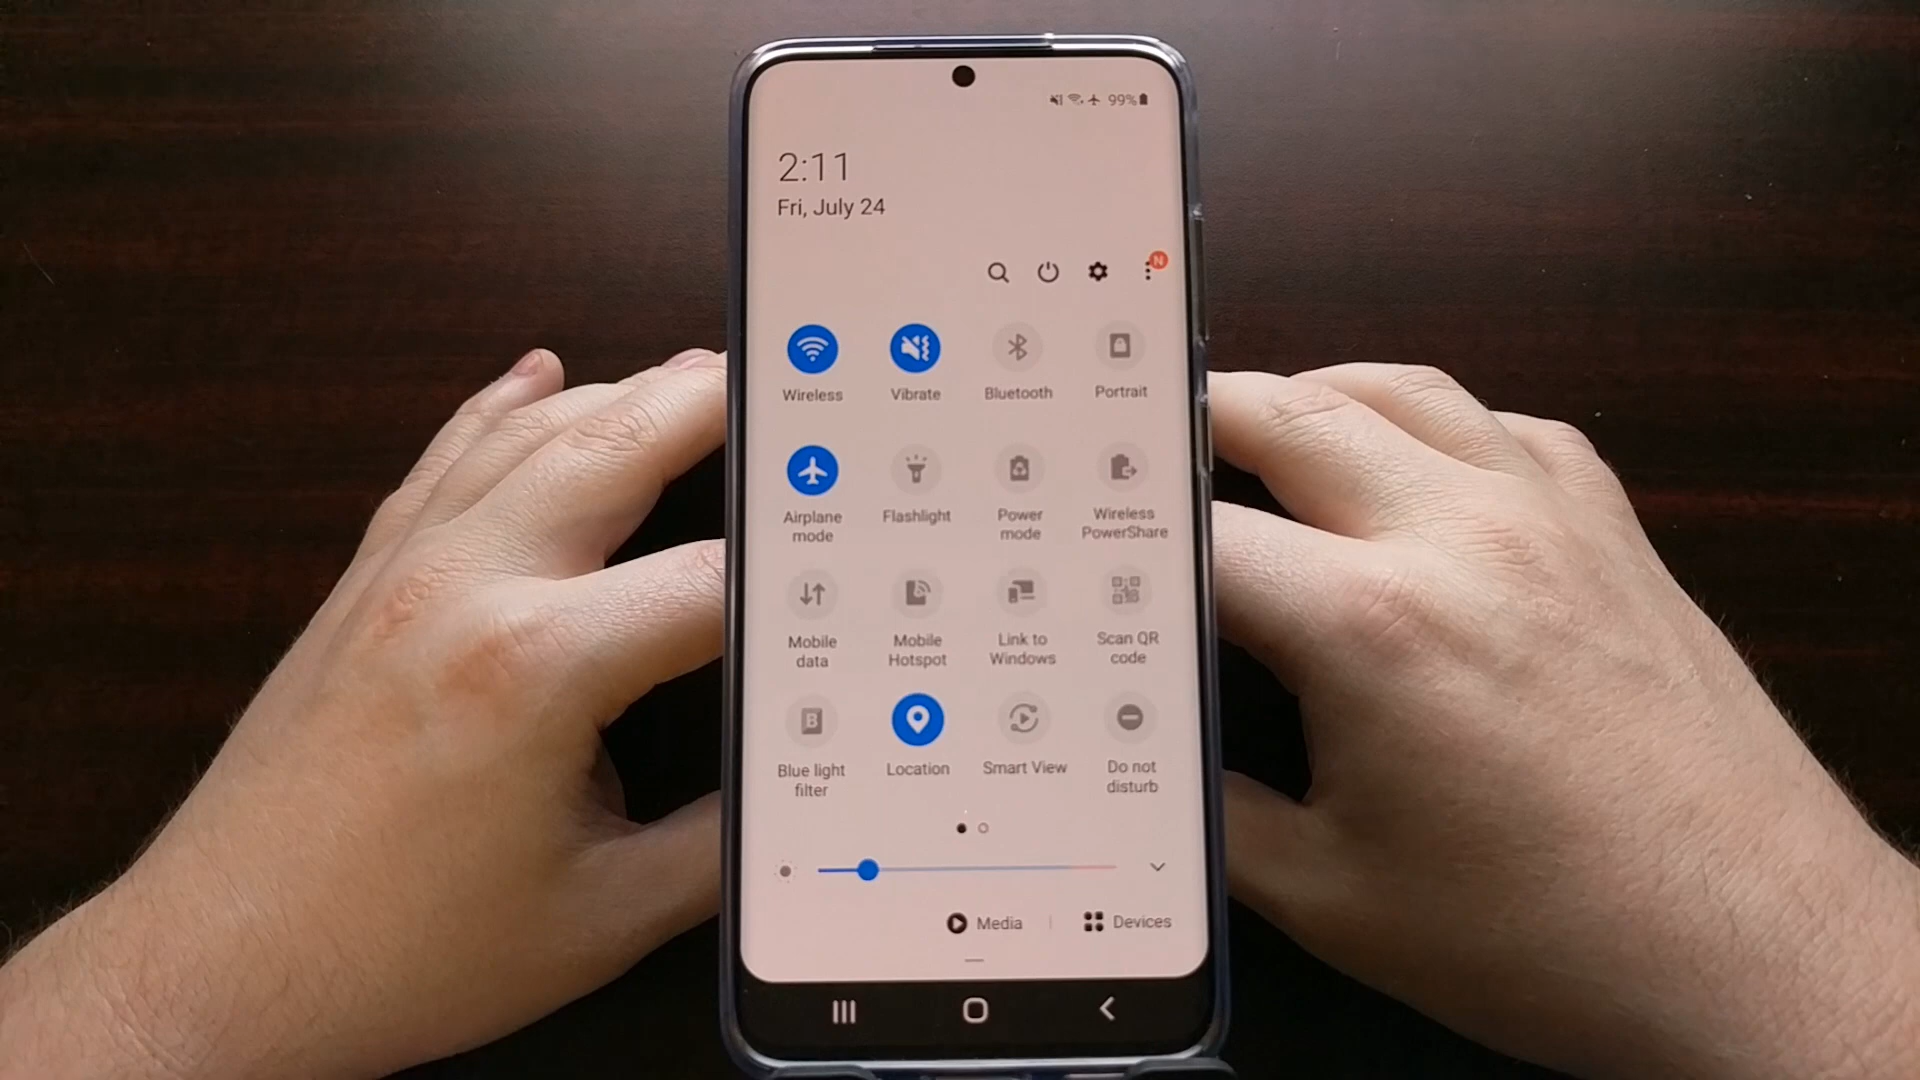 99%
2:11
Fri, July 24
N
Wireless
Vibrate
Bluetooth
Portrait
Airplane
mode
Flashlight
Power
mode
Wireless
PowerShare
Mobile
data
Mobile
Hotspot
Link to
Windows
Scan QR
code
B
Blue light
filter
Location
Smart View
Do not
disturb
Media
Devices